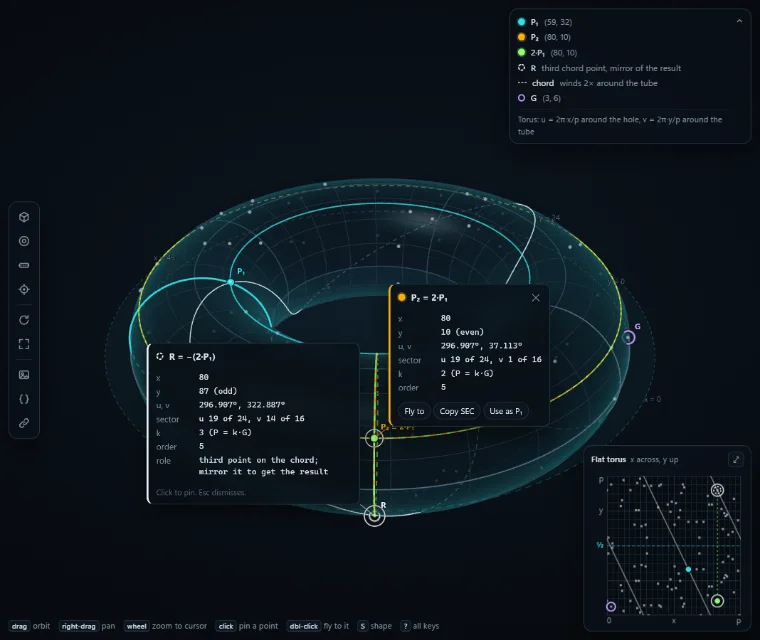 P₁ (59, 32)
P₂ (80, 10)
2·P₁ (80, 10)
R third chord point, mirror of the result
chord winds 2× around the tube
G (3, 6)
Torus: u = 2π·x/p around the hole, v = 2π·y/p around the
tube
P₁
G
P₂ = 2·P₁
x 80
y 10 (even)
u, v 296.907°, 37.113°
sector u 19 of 24, v 1 of 16
k 2 (P = k·G)
order 5
Fly to Copy SEC Use as P₁
R = −(2·P₁)
x 80
y 87 (odd)
u, v 296.907°, 322.887°
sector u 19 of 24, v 14 of 16
k 3 (P = k·G)
order 5
role third point on the chord;
mirror it to get the result
Click to pin. Esc dismisses.
R
Flat torus x across, y up
p
y
½
0 x p
drag orbit right-drag pan wheel zoom to cursor click pin a point dbl-click fly to it S shape ? all keys